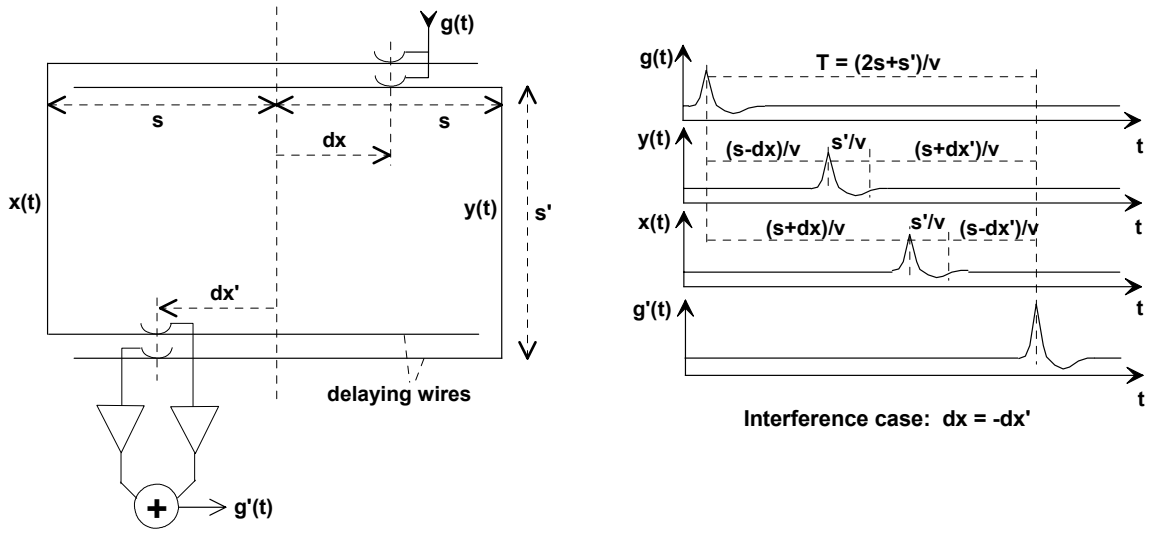 g(t)
s
s
dx
x(t)
y(t)
s'
dx'
delaying wires
+
g'(t)
g(t)
T = (2s+s')/v
t
y(t)
(s-dx)/v
s'/v
(s+dx')/v
t
x(t)
(s+dx)/v
s'/v
(s-dx')/v
t
g'(t)
t
Interference case: dx = -dx'